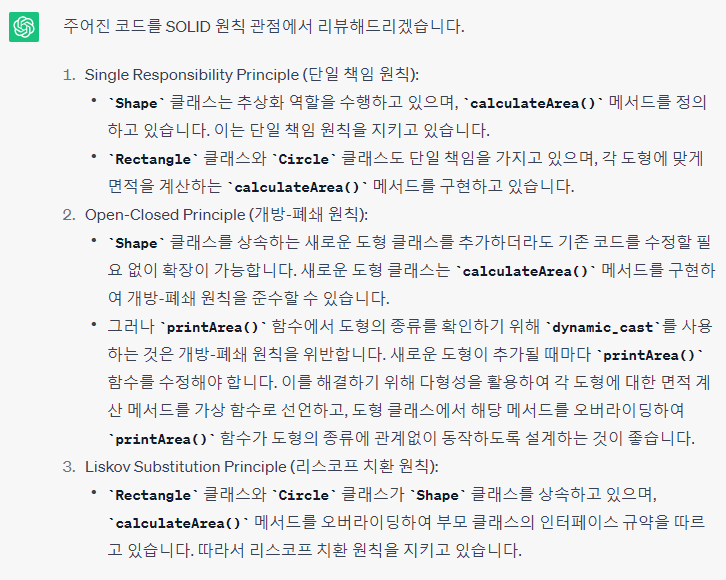 주어진 코드를 SOLID 원칙 관점에서 리뷰해드리겠습니다.
1. Single Responsibility Principle (단일 책임 원칙):
• `Shape` 클래스는 추상화 역할을 수행하고 있으며, `calculateArea()` 메서드를 정의
하고 있습니다. 이는 단일 책임 원칙을 지키고 있습니다.
• `Rectangle` 클래스와 `Circle` 클래스도 단일 책임을 가지고 있으며, 각 도형에 맞게
면적을 계산하는 `calculateArea()` 메서드를 구현하고 있습니다.
2. Open-Closed Principle (개방-폐쇄 원칙):
• `Shape` 클래스를 상속하는 새로운 도형 클래스를 추가하더라도 기존 코드를 수정할 필
요 없이 확장이 가능합니다. 새로운 도형 클래스는 `calculateArea()` 메서드를 구현하
여 개방-폐쇄 원칙을 준수할 수 있습니다.
• 그러나 `printArea()` 함수에서 도형의 종류를 확인하기 위해 `dynamic_cast`를 사용
하는 것은 개방-폐쇄 원칙을 위반합니다. 새로운 도형이 추가될 때마다 `printArea()`
함수를 수정해야 합니다. 이를 해결하기 위해 다형성을 활용하여 각 도형에 대한 면적 계
산 메서드를 가상 함수로 선언하고, 도형 클래스에서 해당 메서드를 오버라이딩하여
`printArea()` 함수가 도형의 종류에 관계없이 동작하도록 설계하는 것이 좋습니다.
3. Liskov Substitution Principle (리스코프 치환 원칙):
• `Rectangle` 클래스와 `Circle` 클래스가 `Shape` 클래스를 상속하고 있으며,
`calculateArea()` 메서드를 오버라이딩하여 부모 클래스의 인터페이스 규약을 따르
고 있습니다. 따라서 리스코프 치환 원칙을 지키고 있습니다.